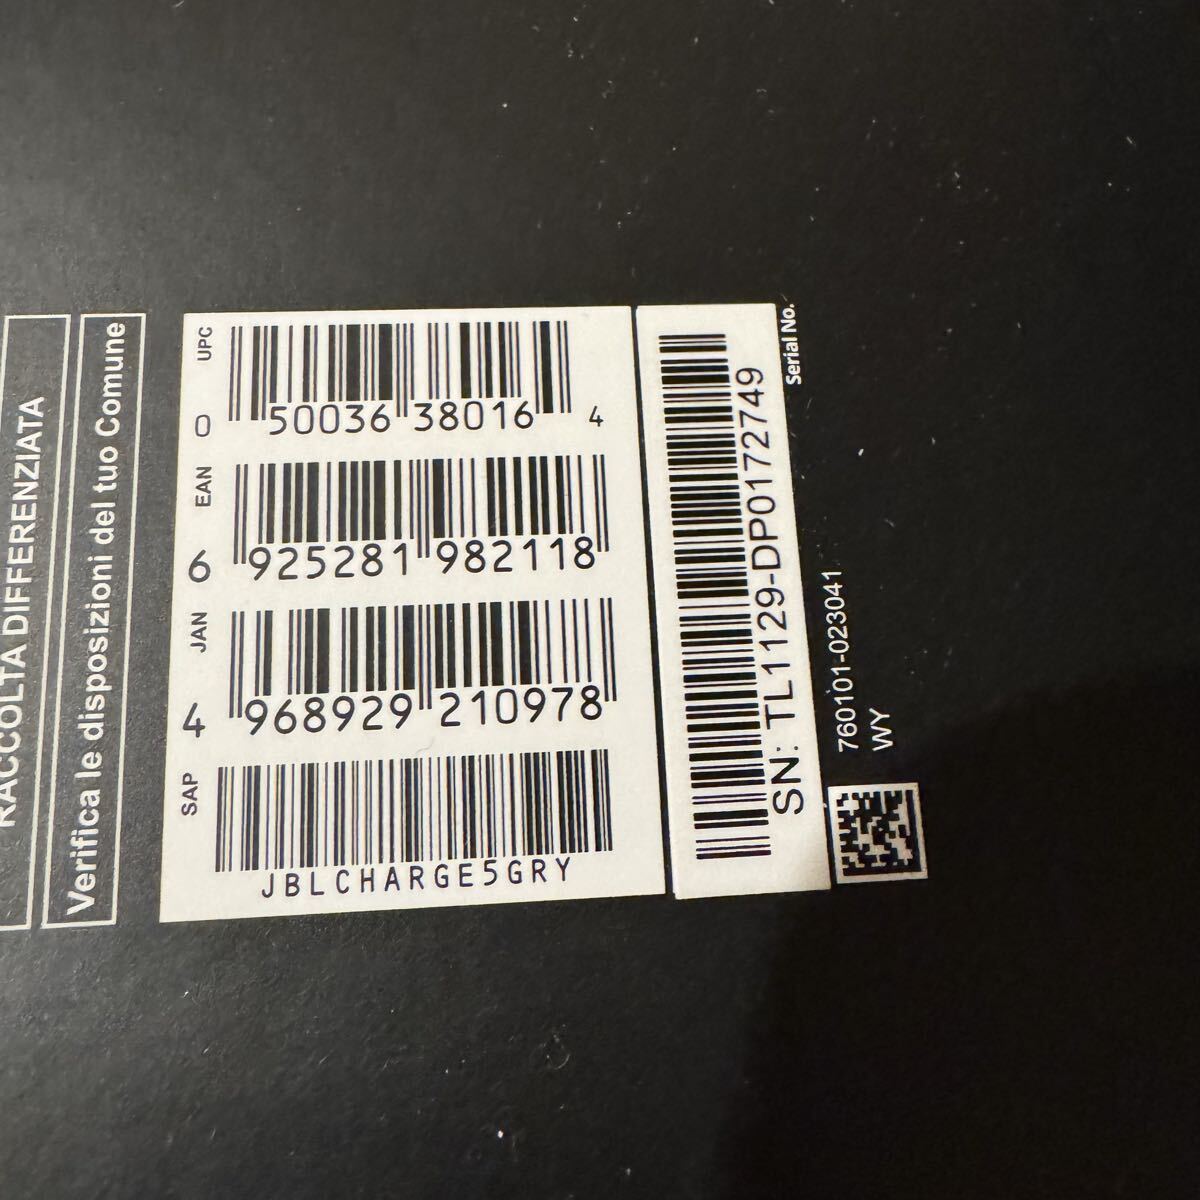 RACCOLTA DIFFERENZIATA
Verifica le disposizioni del tuo Comune
UPC
0 50036 38016 4
EAN
6 925281 982118
JAN
4 968929 210978
SAP
JBLCHARGE5GRY
Serial No.
SN: TL1129-DP0172749
760101-023041
WY